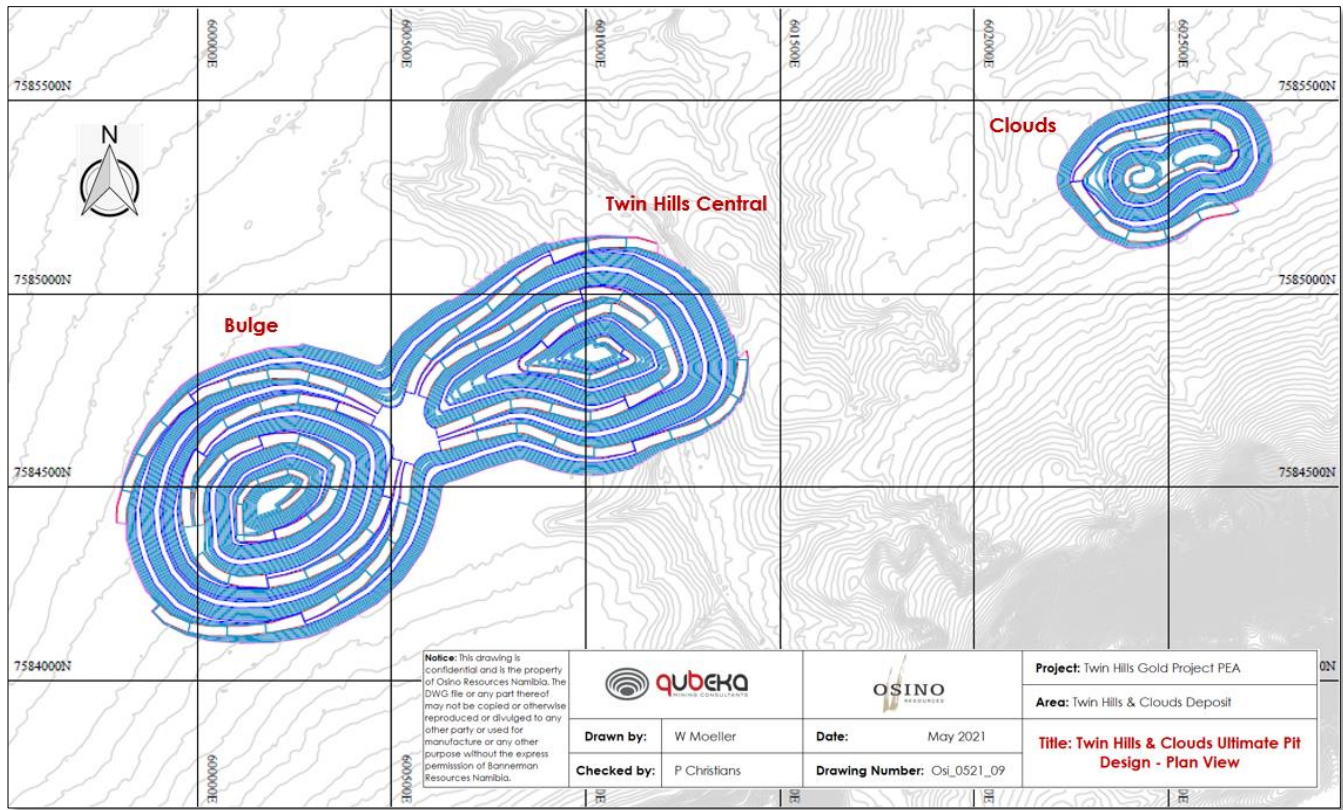 600000E
600500E
601000E
601500E
602000E
602500E
7585500N
7585500N
N
Clouds
Twin Hills Central
7585000N
7585000N
Bulge
7584500N
7584500N
7584000N
0N
Notice: This drawing is
confidential and is the property
of Osino Resources Namibia. The
DWG file or any part thereof
may not be copied or otherwise
reproduced or divulged to any
other party or used for
manufacture or any other
purpose without the express
permission of Bannerman
Resources Namibia.
qubeka
MINING CONSULTANTS
OSINO
RESOURCES
Project: Twin Hills Gold Project PEA
Area: Twin Hills & Clouds Deposit
Drawn by: W Moeller
Date: May 2021
Title: Twin Hills & Clouds Ultimate Pit
Design - Plan View
Checked by: P Christians
Drawing Number: Osi_0521_09
600000E
600500E
0E
0E
0E
0E